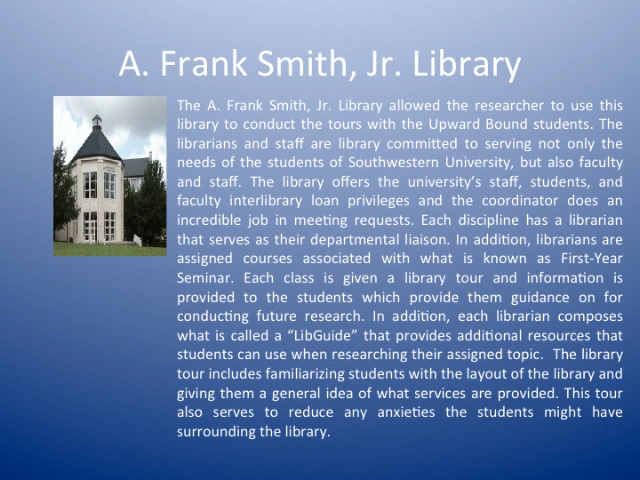 A. Frank Smith, Jr. Library
The A. Frank Smith, Jr. Library allowed the researcher to use this
library to conduct the tours with the Upward Bound students. The
librarians and staff are library committed to serving not only the
needs of the students of Southwestern University, but also faculty
and staff. The library offers the university's staff, students, and
faculty interlibrary loan privileges and the coordinator does an
incredible job in meeting requests. Each discipline has a librarian
that serves as their departmental liaison. In addition, librarians are
assigned courses associated with what is known as First-Year
Seminar. Each class is given a library tour and information is
provided to the students which provide them guidance on for
conducting future research. In addition, each librarian composes
what is called a “LibGuide” that provides additional resources that
students can use when researching their assigned topic.  The library
tour includes familiarizing students with the layout of the library and
giving them a general idea of what services are provided. This tour
also serves to reduce any anxieties the students might have
surrounding the library.